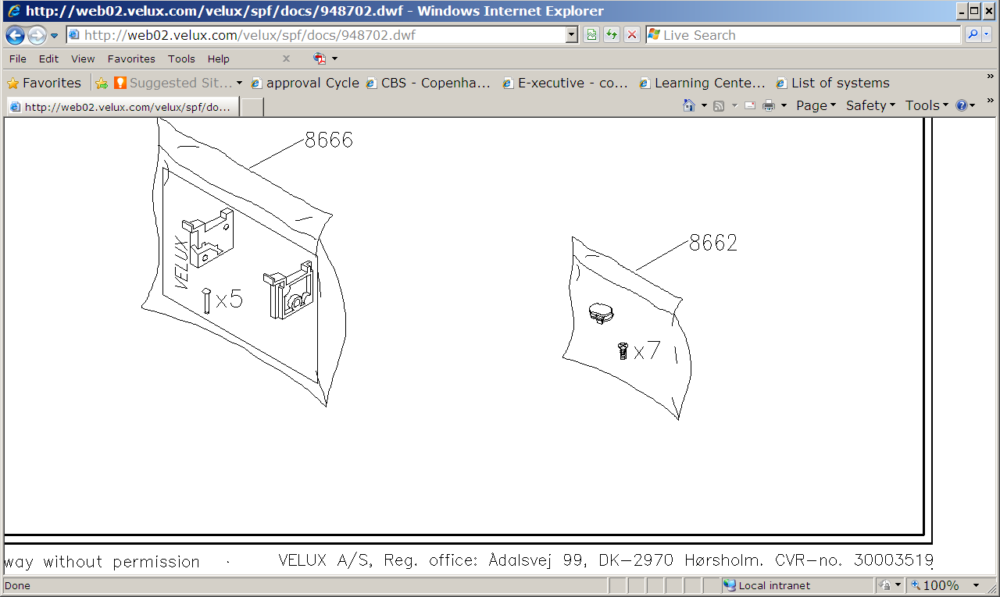 http://web02.velux.com/velux/spf/docs/948702.dwf - Windows Internet Explorer
http://web02.velux.com/velux/spf/docs/948702.dwf Live Search
File Edit View Favorites Tools Help x
Favorites Suggested Sit... approval Cycle CBS - Copenha... E-xecutive - co... Learning Cente... List of systems
http://web02.velux.com/velux/spf/do... Page Safety Tools
8666
8662
VELUX
x5
x7
way without permission . VELUX A/S, Reg. office: Ådalsvej 99, DK-2970 Hørsholm. CVR-no. 30003519
Done Local intranet 100%